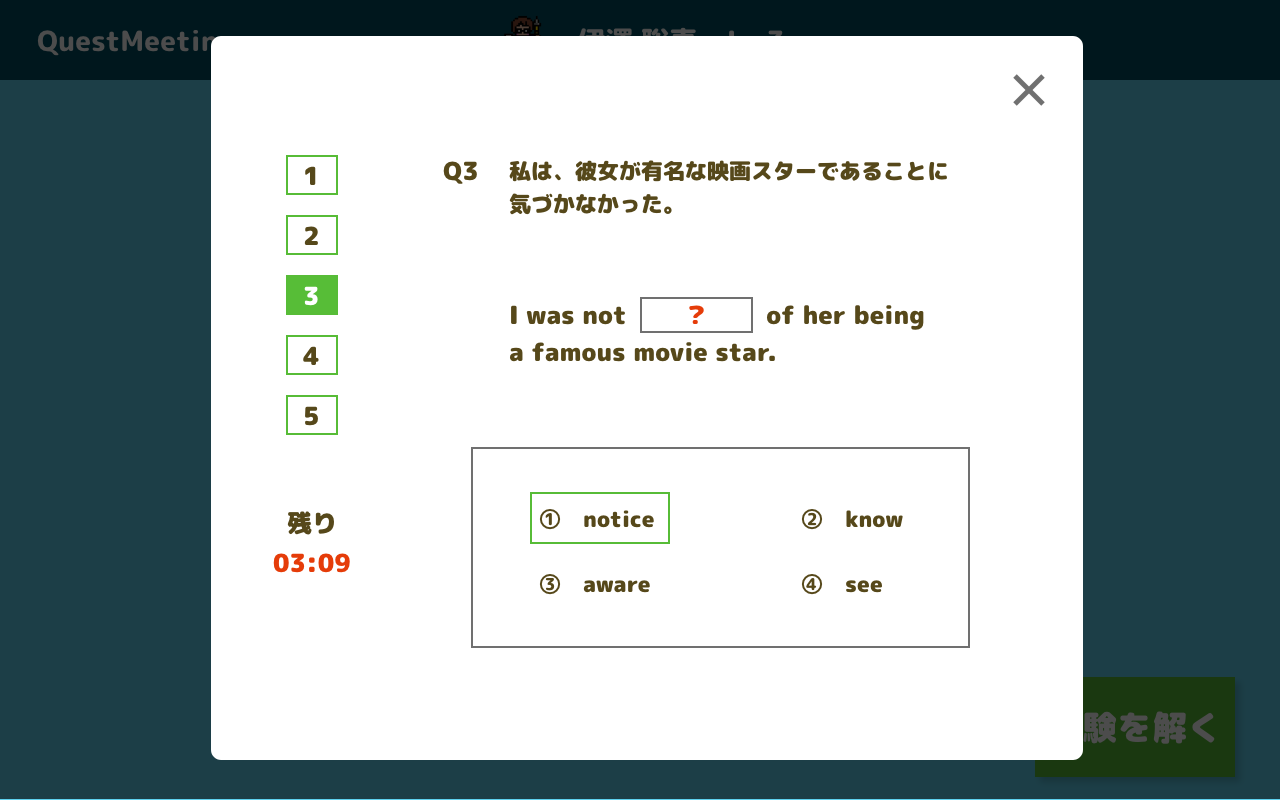 QuestMeetin
1
2
3
4
5
残り
03:09
Q3 私は、彼女が有名な映画スターであることに
気づかなかった。
I was not ? of her being
a famous movie star.
① notice ② know
③ aware ④ see
験を解く